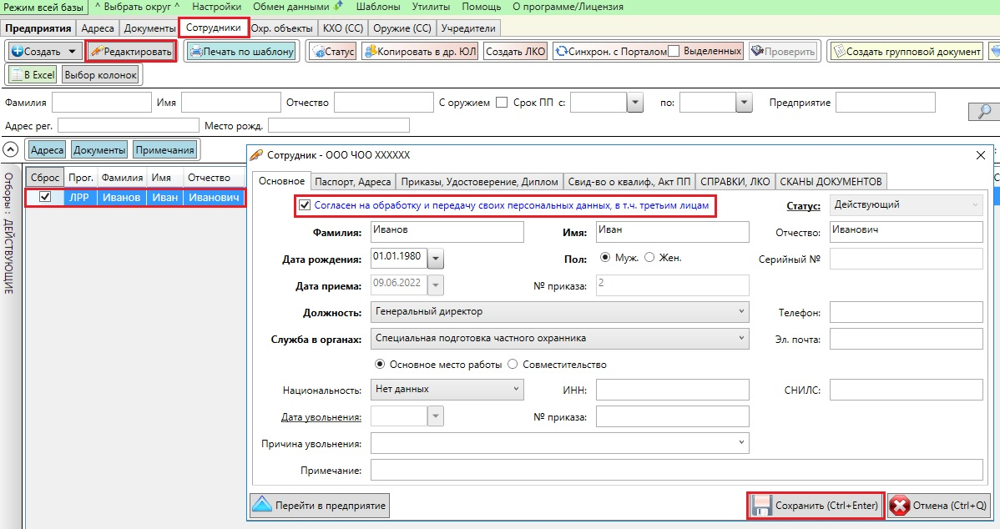 Режим всей базы ^ Выбрать округ ^ Настройки Обмен данными Шаблоны Утилиты Помощь О программе/Лицензия
Предприятия Адреса Документы Сотрудники Охр. объекты КХО (СС) Оружие (СС) Учредители
Создать Редактировать Печать по шаблону Статус Копировать в др. ЮЛ Создать ЛКО Синхрон. с Порталом Выделенных Проверить Создать групповой документ
В Excel Выбор колонок
Фамилия Имя Отчество С оружием Срок ПП с: по: Предприятие
Адрес рег. Место рожд.
Адреса Документы Примечания
Сброс Прог. Фамилия Имя Отчество
ЛРР Иванов Иван Иванович
Отборы : ДЕЙСТВУЮЩИЕ
Сотрудник - ООО ЧОО XXXXXX
Основное Паспорт, Адреса Приказы, Удостоверение, Диплом Свид-во о квалиф., Акт ПП СПРАВКИ, ЛКО СКАНЫ ДОКУМЕНТОВ
Согласен на обработку и передачу своих персональных данных, в т.ч. третьим лицам Статус: Действующий
Фамилия: Иванов Имя: Иван Отчество: Иванович
Дата рождения: 01.01.1980 Пол: Муж. Жен. Серийный №
Дата приема: 09.06.2022 № приказа: 2
Должность: Генеральный директор Телефон:
Служба в органах: Специальная подготовка частного охранника Эл. почта:
Основное место работы Совместительство
Национальность: Нет данных ИНН: СНИЛС:
Дата увольнения: № приказа:
Причина увольнения:
Примечание:
Перейти в предприятие Сохранить (Ctrl+Enter) Отмена (Ctrl+Q)